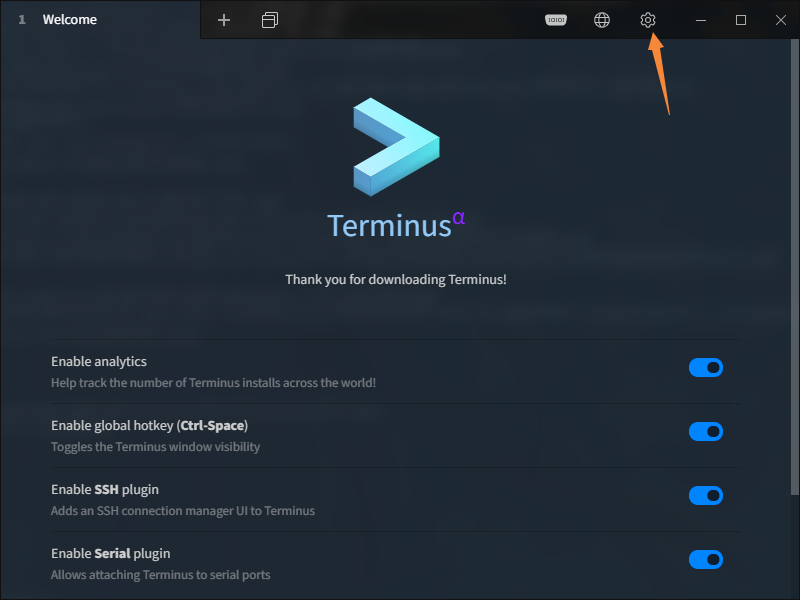 1 Welcome
10101
Terminusα
Thank you for downloading Terminus!
Enable analytics
Help track the number of Terminus installs across the world!
Enable global hotkey (Ctrl-Space)
Toggles the Terminus window visibility
Enable SSH plugin
Adds an SSH connection manager UI to Terminus
Enable Serial plugin
Allows attaching Terminus to serial ports